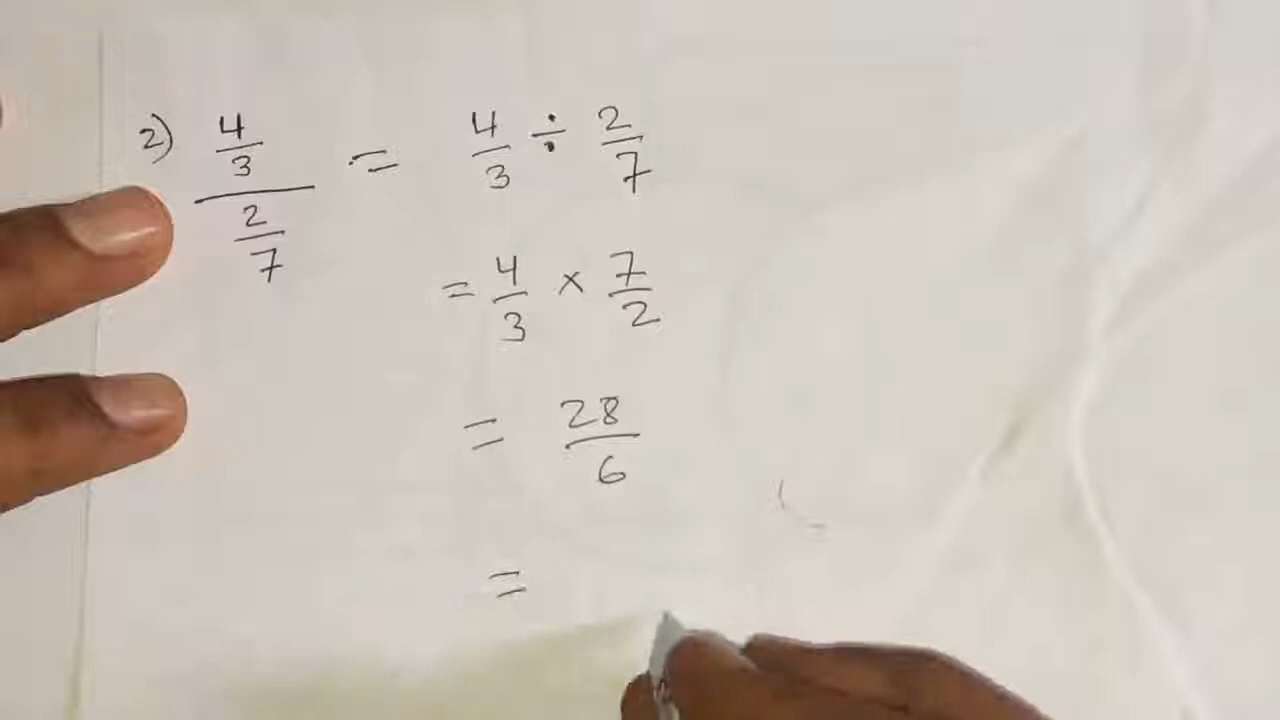 2) 4/3 / 2/7 = 4/3 ÷ 2/7
= 4/3 × 7/2
= 28/6
=